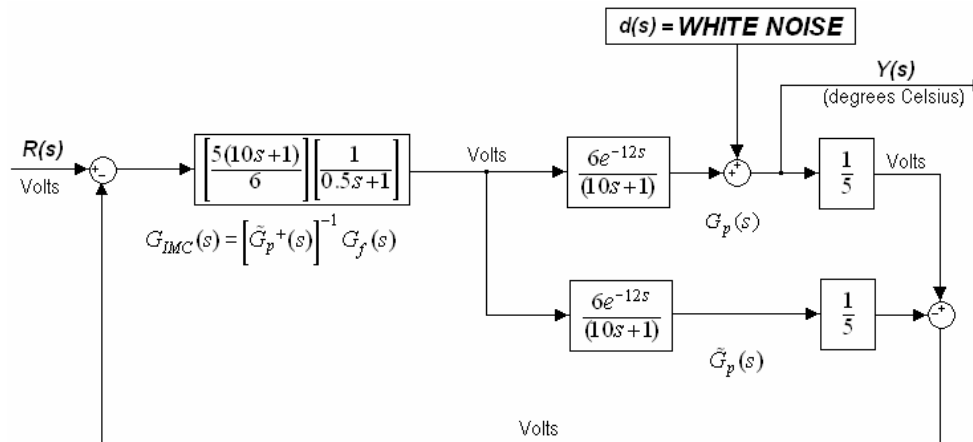 d(s) = WHITE NOISE
Y(s)
(degrees Celsius)
R(s)
Volts
+
-
[5(10s+1)/6][1/(0.5s+1)]
Volts
6e^{-12s}/(10s+1)
+
+
1/5
Volts
G_{IMC}(s) = [G̃_p^+(s)]^{-1} G_f(s)
G_p(s)
6e^{-12s}/(10s+1)
1/5
-
+
G̃_p(s)
Volts